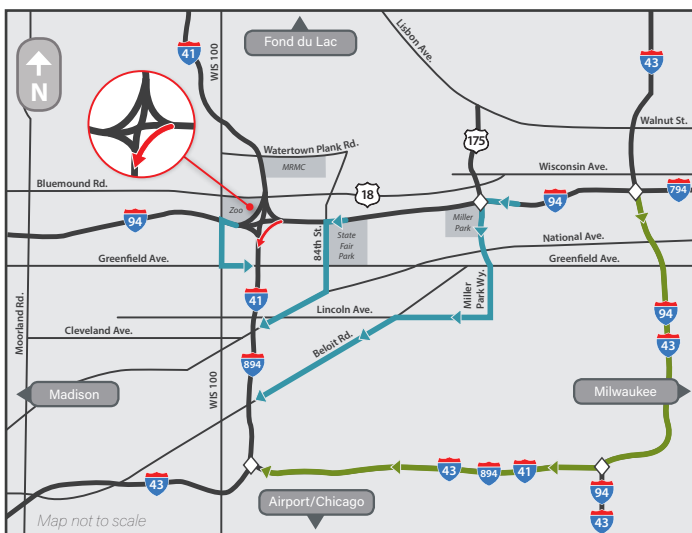 Fond du Lac
41
WIS 100
Lisbon Ave.
43
N
175
Walnut St.
Watertown Plank Rd.
MRMC
Wisconsin Ave.
Bluemound Rd.
18
794
Zoo
94
94
84th St.
State
Fair
Park
Miller
Park
National Ave.
Greenfield Ave.
Greenfield Ave.
41
Miller
Park Wy.
Moorland Rd.
Lincoln Ave.
94
Cleveland Ave.
Beloit Rd.
43
894
Madison
WIS 100
Milwaukee
43
894
41
43
94
Airport/Chicago
43
Map not to scale